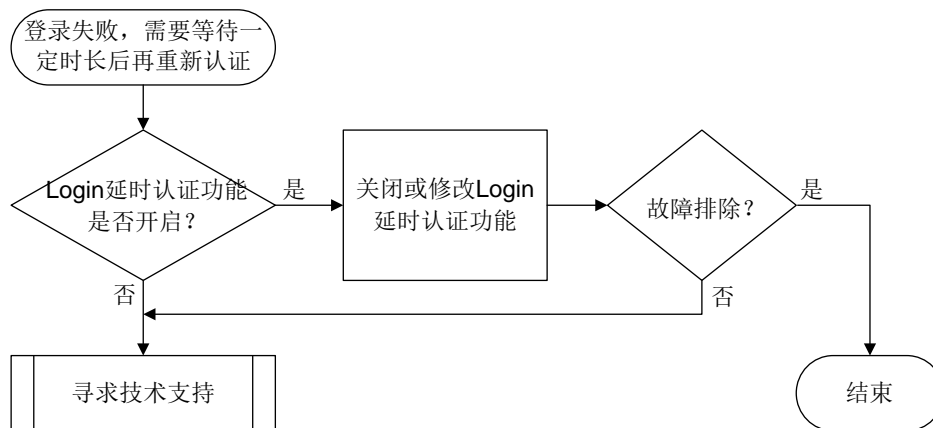 登录失败，需要等待一
定时长后再重新认证
Login延时认证功能
是否开启？
是
关闭或修改Login
延时认证功能
故障排除？
是
否
否
寻求技术支持
结束